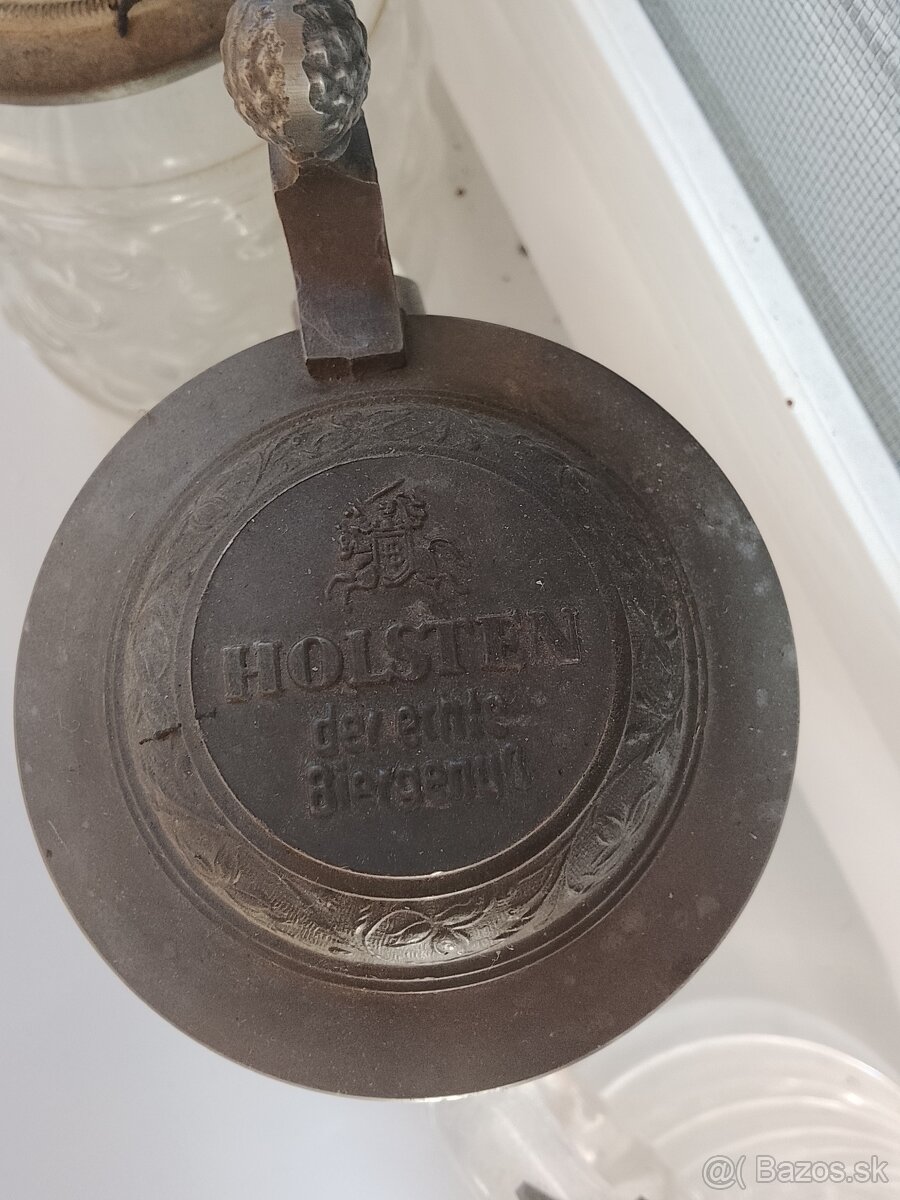 HOLSTEN
der echte
Biergenuß
@( Bazos.sk